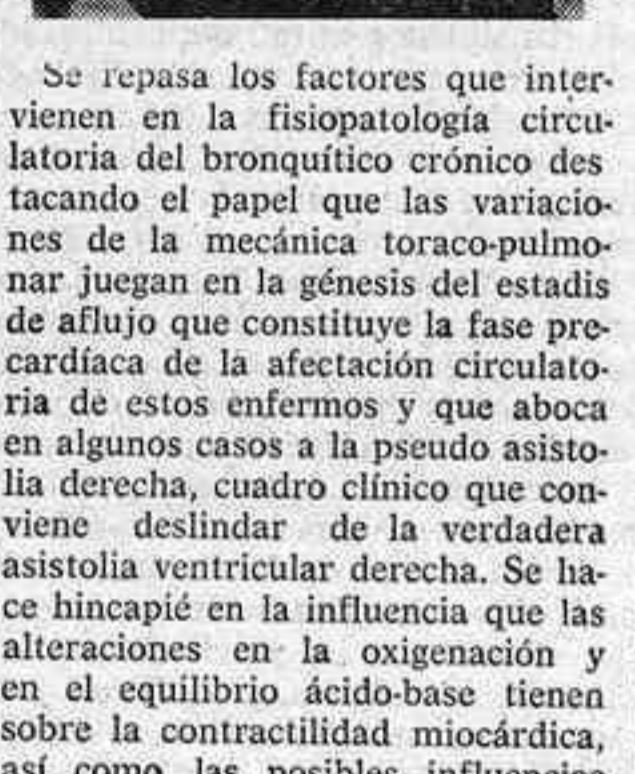 Se repasa los factores que inter-
vienen en la fisiopatología circu-
latoria del bronquítico crónico des
tacando el papel que las variacio-
nes de la mecánica toraco-pulmo-
nar juegan en la génesis del estadis
de aflujo que constituye la fase pre-
cardíaca de la afectación circulato-
ria de estos enfermos y que aboca
en algunos casos a la pseudo asisto-
lia derecha, cuadro clínico que con-
viene deslindar de la verdadera
asistolia ventricular derecha. Se ha-
ce hincapié en la influencia que las
alteraciones en la oxigenación y
en el equilibrio ácido-base tienen
sobre la contractilidad miocárdica,
así como las posibles influencias